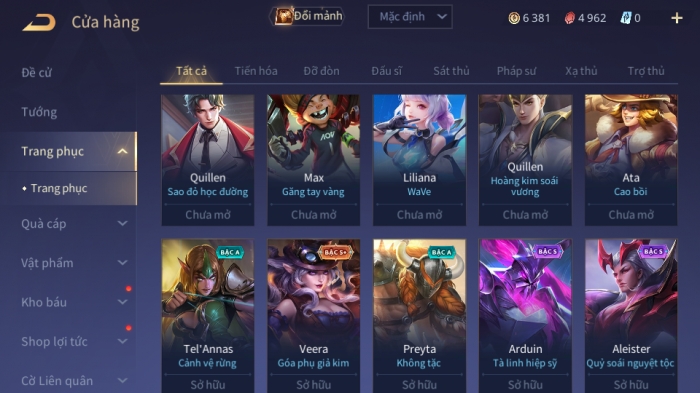 Cửa hàng
Đổi mảnh
Mặc định
6 381
4 962
0
Đề cử
Tướng
Trang phục
Trang phục
Quà cáp
Vật phẩm
Kho báu
Shop lợi tức
Cờ Liên quân
Tất cả
Tiến hóa
Đỡ đòn
Đấu sĩ
Sát thủ
Pháp sư
Xạ thủ
Trợ thủ
Quillen
Sao đỏ học đường
Chưa mở
AOV
Max
Găng tay vàng
Chưa mở
Liliana
WaVe
Chưa mở
Quillen
Hoàng kim soái
vương
Chưa mở
Ata
Cao bồi
Chưa mở
BẬC A
Tel'Annas
Cảnh vệ rừng
Sở hữu
BẬC S+
Veera
Góa phụ giả kim
Sở hữu
BẬC A
Preyta
Không tặc
Sở hữu
BẬC S
Arduin
Tà linh hiệp sỹ
Sở hữu
BẬC S
Aleister
Quỷ soái nguyệt tộc
Sở hữu